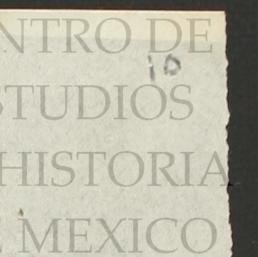 NTRO DE
10
STUDIOS
HISTORIA
MEXICO